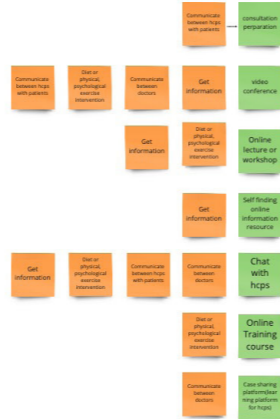 Communicate
between hcps
with patients
consultation
perparation
Communicate
between hcps
with patients
Diet or
physical,
psychological
exercise
intervention
Communicate
between
doctors
Get
information
video
conference
Get
information
Diet or
physical,
psychological
exercise
intervention
Online
lecture or
workshop
Get
information
Self finding
online
information
resource
Get
information
Diet or
physical,
psychological
exercise
intervention
Communicate
between hcps
with patients
Communicate
between
doctors
Chat
with
hcps
Diet or
physical,
psychological
exercise
intervention
Online
Training
course
Communicate
between
doctors
Case sharing
platform(lear
ning platform
for hcps)